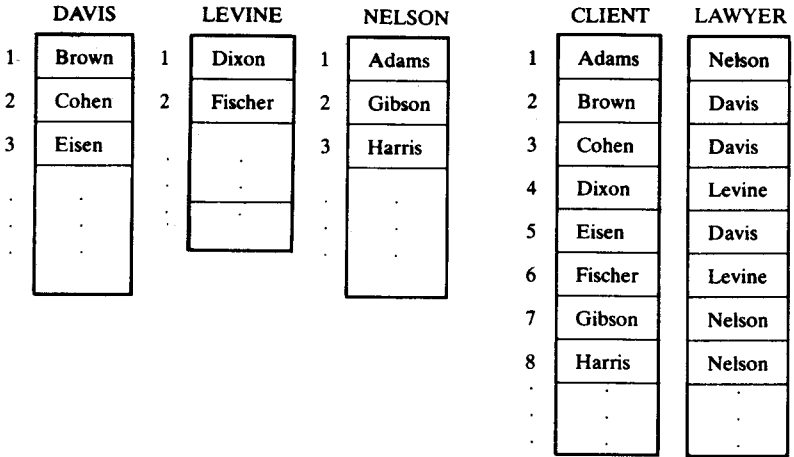 DAVIS LEVINE NELSON CLIENT LAWYER
1 Brown 1 Dixon 1 Adams 1 Adams Nelson
2 Cohen 2 Fischer 2 Gibson 2 Brown Davis
3 Eisen 3 Harris 3 Cohen Davis
4 Dixon Levine
5 Eisen Davis
6 Fischer Levine
7 Gibson Nelson
8 Harris Nelson